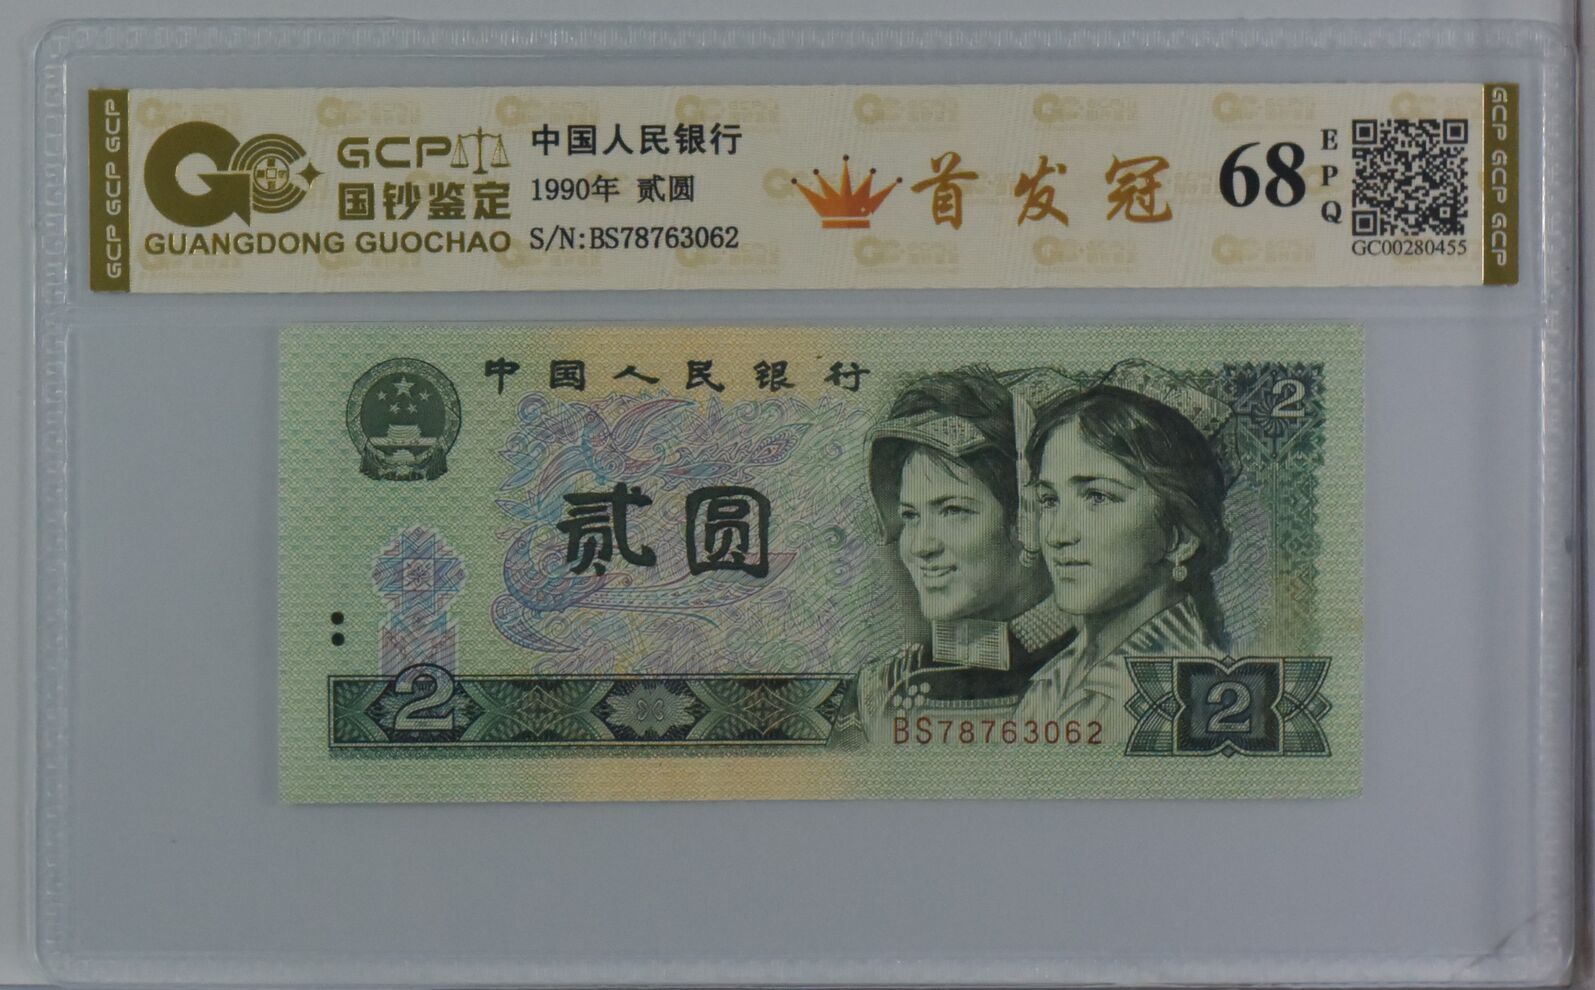 GCP GCP GCP
GCP
国钞鉴定
GUANGDONG GUOCHAO
中国人民银行
1990年 贰圆
S/N:BS78763062
首发冠
68
EPQ
GC00280455
GCP GCP GCP
中国人民银行
2
贰圆
2
BS78763062
2